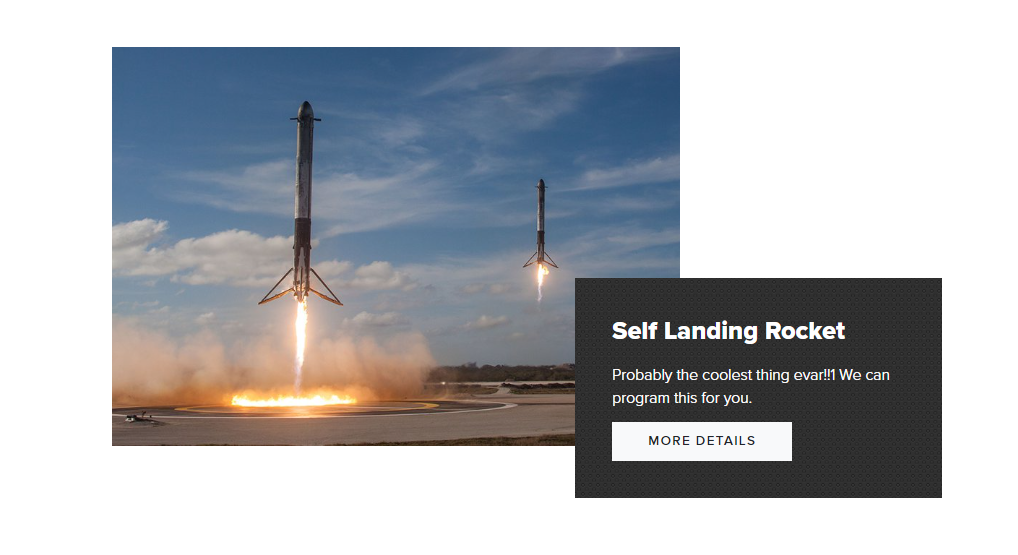 Self Landing Rocket
Probably the coolest thing evar!!1 We can
program this for you.
MORE DETAILS